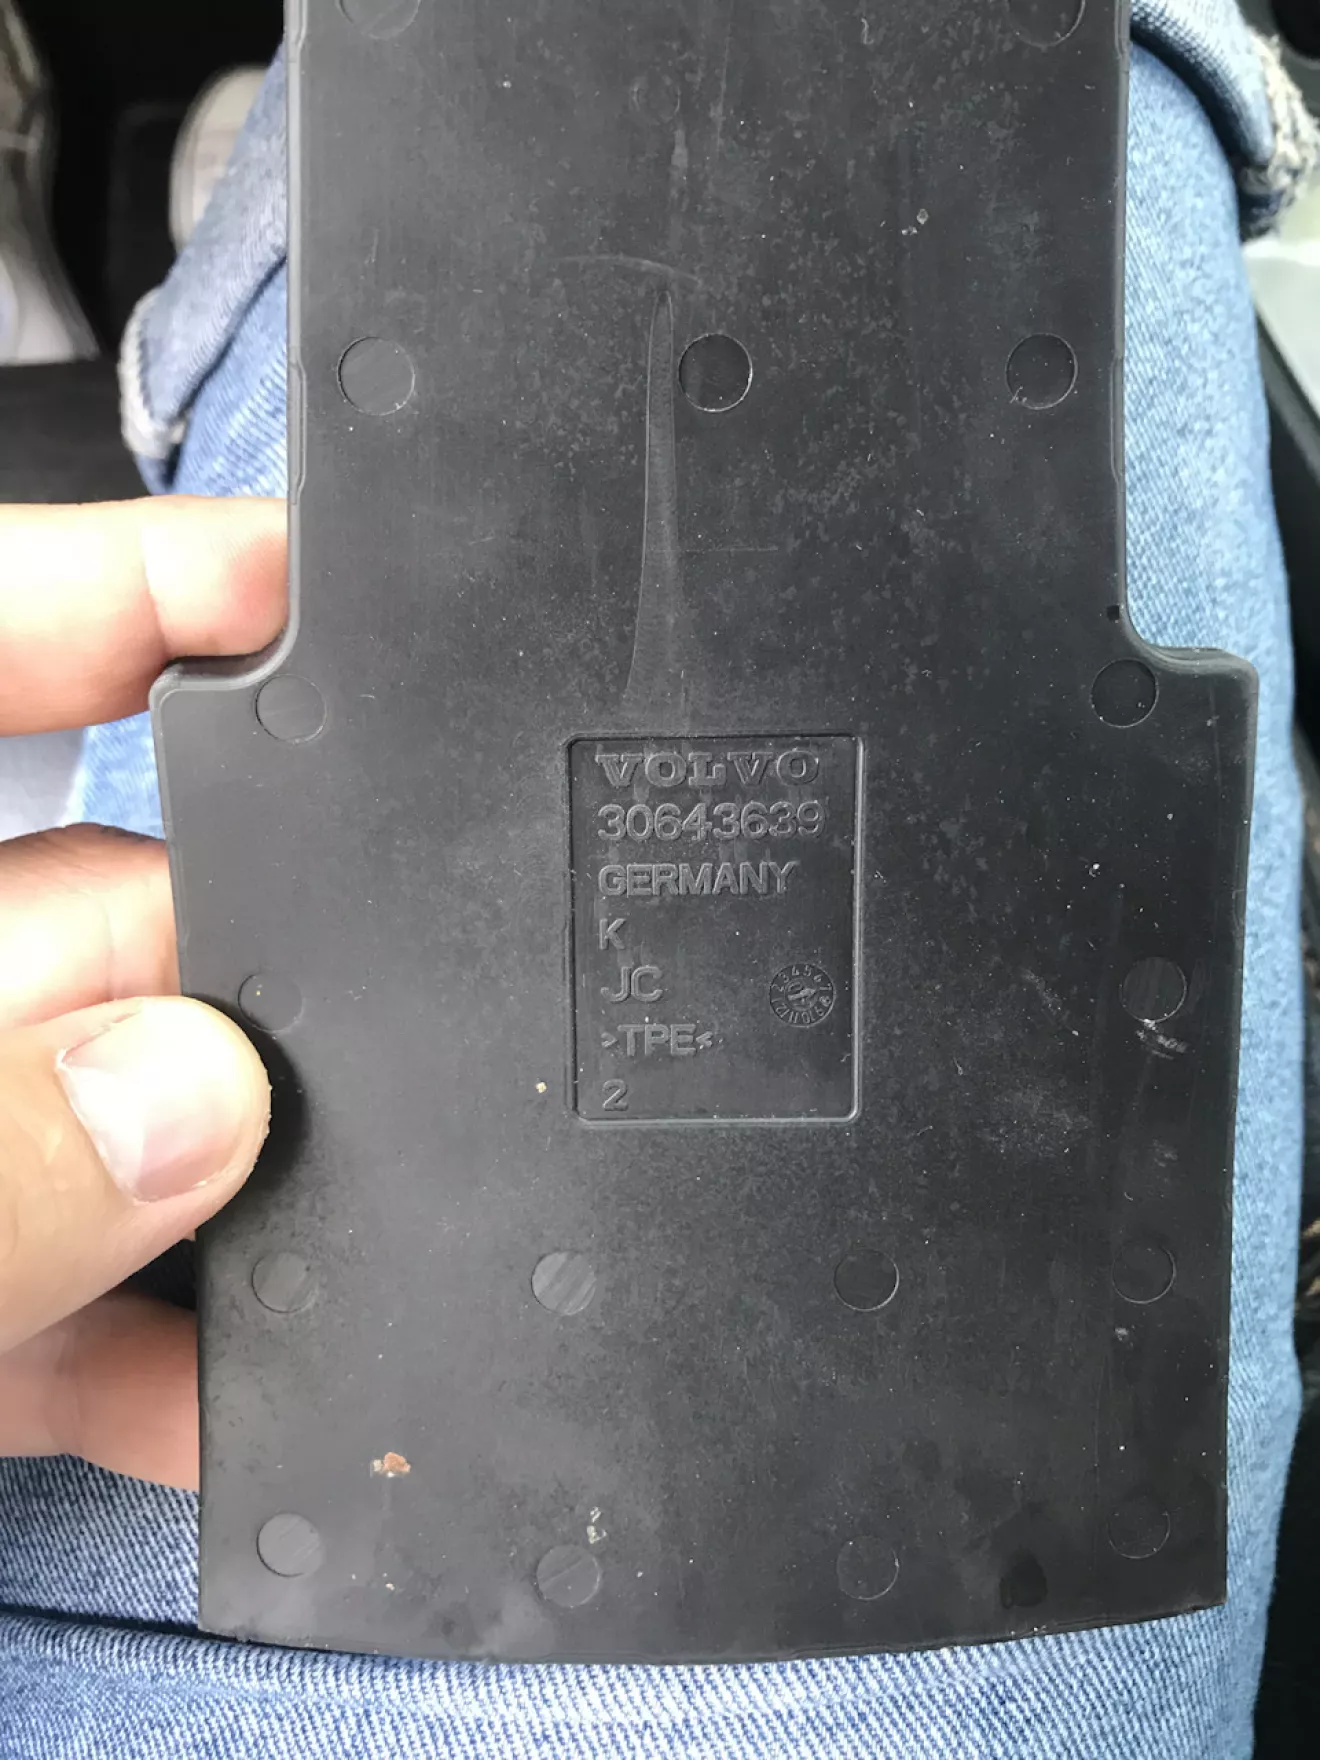 VOLVO
30643639
GERMANY
K
JC
>TPE<
2